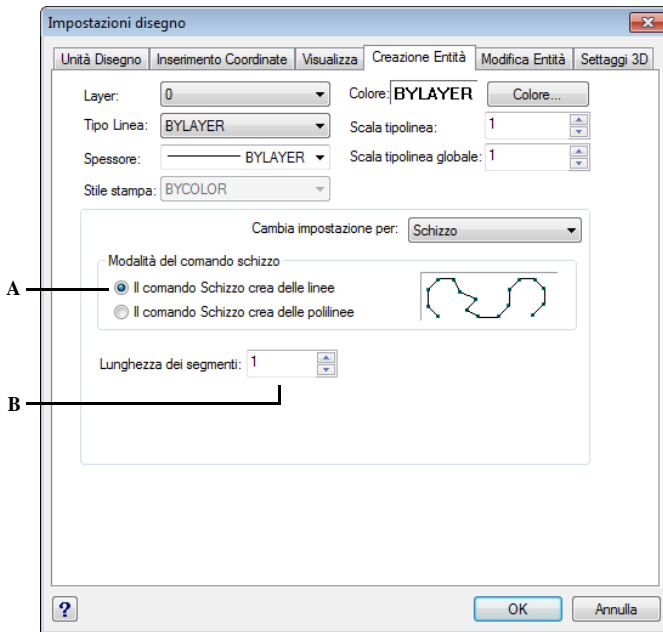 Impostazioni disegno
Unità Disegno Inserimento Coordinate Visualizza Creazione Entità Modifica Entità Settaggi 3D
Layer: 0 Colore: BYLAYER Colore...
Tipo Linea: BYLAYER Scala tipolinea: 1
Spessore: BYLAYER Scala tipolinea globale: 1
Stile stampa: BYCOLOR
Cambia impostazione per: Schizzo
Modalità del comando schizzo
A Il comando Schizzo crea delle linee
Il comando Schizzo crea delle polilinee
Lunghezza dei segmenti: 1
B
? OK Annulla